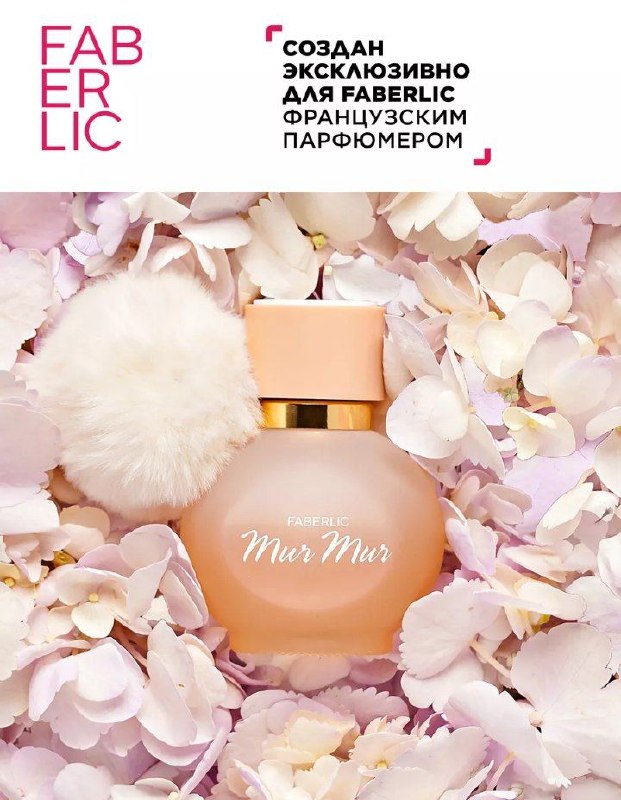 FAB
ER
LIC
СОЗДАН
ЭКСКЛЮЗИВНО
ДЛЯ FABERLIC
ФРАНЦУЗСКИМ
ПАРФЮМЕРОМ
FABERLIC
Mur Mur